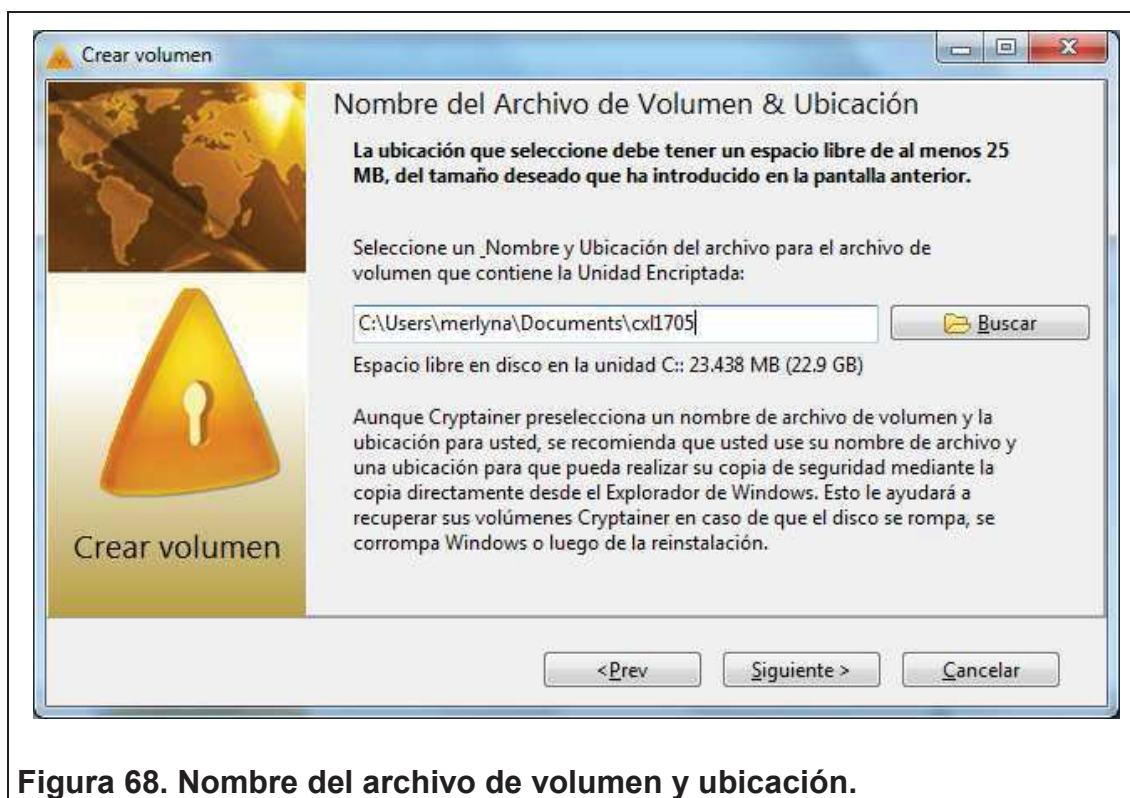 Crear volumen
Nombre del Archivo de Volumen & Ubicación
La ubicación que seleccione debe tener un espacio libre de al menos 25
MB, del tamaño deseado que ha introducido en la pantalla anterior.
Seleccione un _Nombre y Ubicación del archivo para el archivo de
volumen que contiene la Unidad Encriptada:
C:\Users\merlyna\Documents\cxl1705
Buscar
Espacio libre en disco en la unidad C:: 23.438 MB (22.9 GB)
Aunque Cryptainer preselecciona un nombre de archivo de volumen y la
ubicación para usted, se recomienda que usted use su nombre de archivo y
una ubicación para que pueda realizar su copia de seguridad mediante la
copia directamente desde el Explorador de Windows. Esto le ayudará a
recuperar sus volúmenes Cryptainer en caso de que el disco se rompa, se
corrompa Windows o luego de la reinstalación.
Crear volumen
<Prev
Siguiente >
Cancelar
Figura 68. Nombre del archivo de volumen y ubicación.